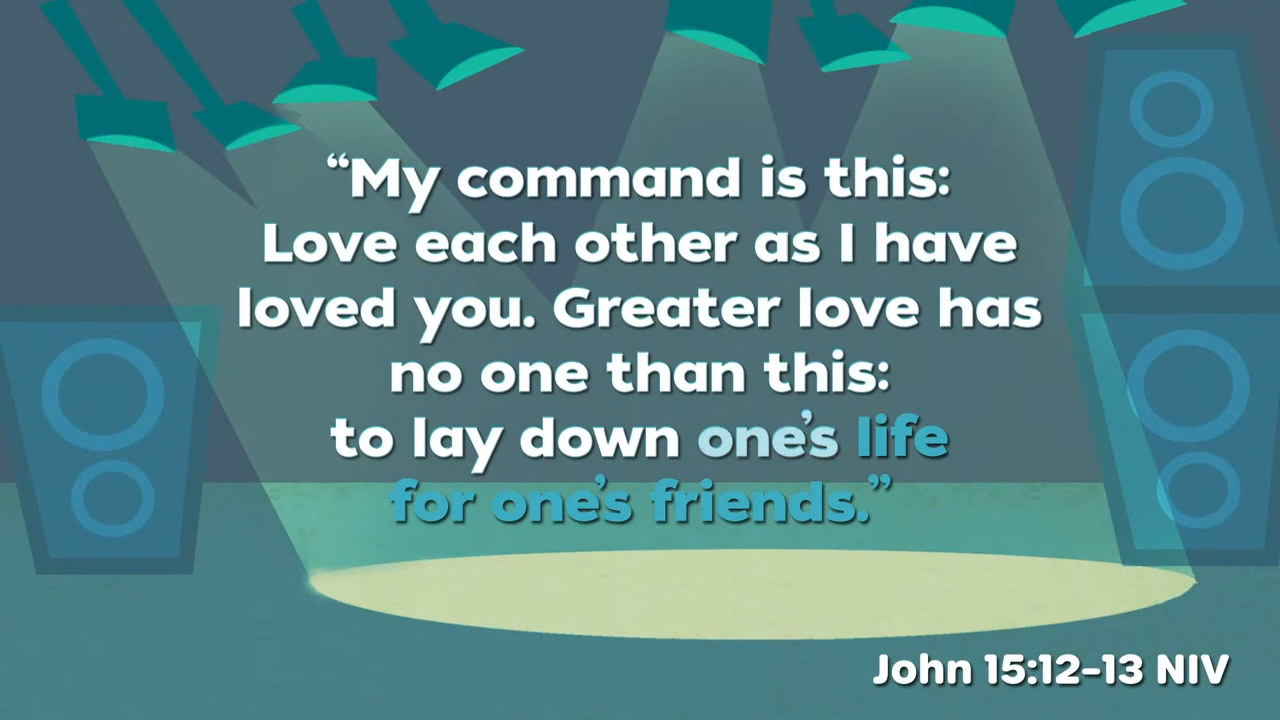 “My command is this:
Love each other as I have
loved you. Greater love has
no one than this:
to lay down one’s life
for one’s friends.”
John 15:12-13 NIV